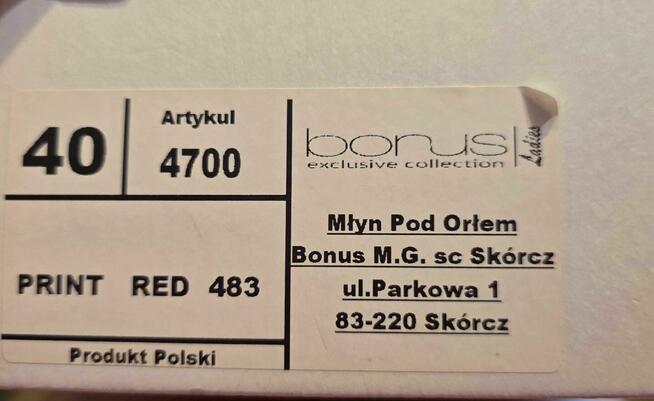 40
Artykul
4700
PRINT RED 483
Produkt Polski
bonus
exclusive collection
Ladies
Młyn Pod Orłem
Bonus M.G. sc Skórcz
ul.Parkowa 1
83-220 Skórcz